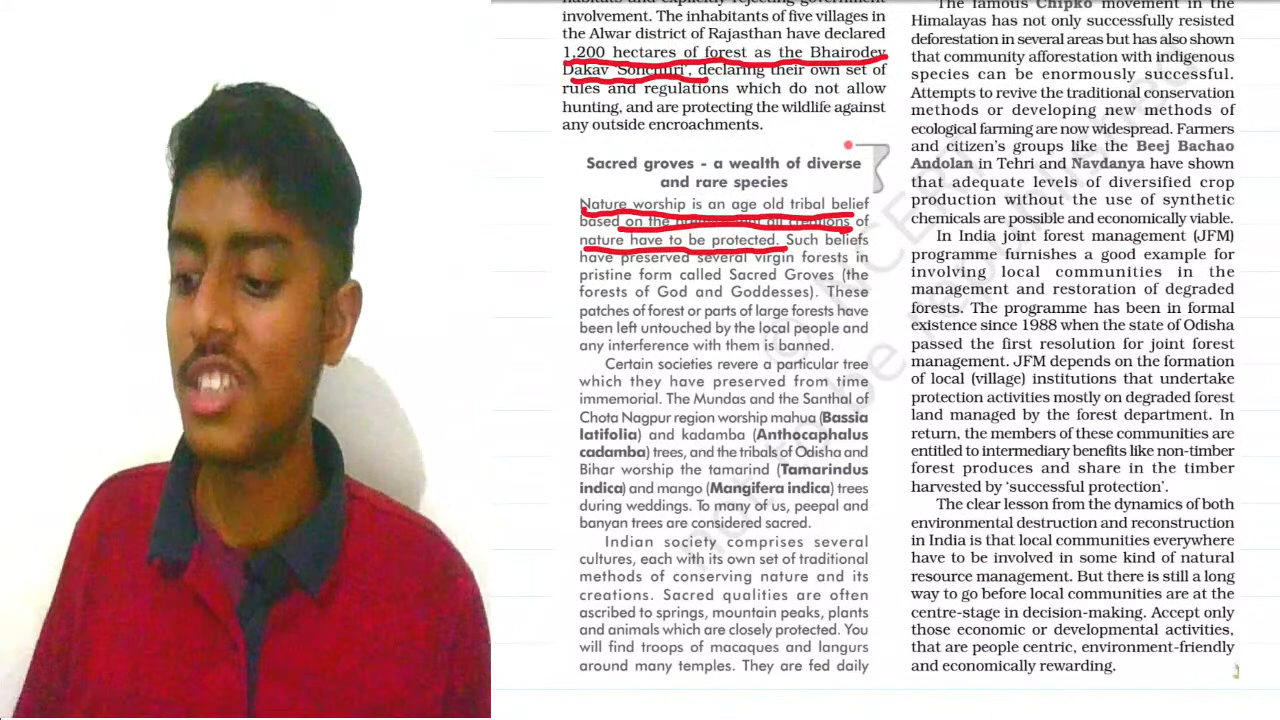 habitats and explicitly rejecting government
involvement. The inhabitants of five villages in
the Alwar district of Rajasthan have declared
1,200 hectares of forest as the Bhairodev
Dakav 'Sonchuri', declaring their own set of
rules and regulations which do not allow
hunting, and are protecting the wildlife against
any outside encroachments.
Sacred groves - a wealth of diverse
and rare species
Nature worship is an age old tribal belief
based on the all creations of
nature have to be protected. Such beliefs
have preserved several virgin forests in
pristine form called Sacred Groves (the
forests of God and Goddesses). These
patches of forest or parts of large forests have
been left untouched by the local people and
any interference with them is banned.
Certain societies revere a particular tree
which they have preserved from time
immemorial. The Mundas and the Santhal of
Chota Nagpur region worship mahua (Bassia
latifolia) and kadamba (Anthocaphalus
cadamba) trees, and the tribals of Odisha and
Bihar worship the tamarind (Tamarindus
indica) and mango (Mangifera indica) trees
during weddings. To many of us, peepal and
banyan trees are considered sacred.
Indian society comprises several
cultures, each with its own set of traditional
methods of conserving nature and its
creations. Sacred qualities are often
ascribed to springs, mountain peaks, plants
and animals which are closely protected. You
will find troops of macaques and langurs
around many temples. They are fed daily
The famous Chipko movement in the
Himalayas has not only successfully resisted
deforestation in several areas but has also shown
that community afforestation with indigenous
species can be enormously successful.
Attempts to revive the traditional conservation
methods or developing new methods of
ecological farming are now widespread. Farmers
and citizen's groups like the Beej Bachao
Andolan in Tehri and Navdanya have shown
that adequate levels of diversified crop
production without the use of synthetic
chemicals are possible and economically viable.
In India joint forest management (JFM)
programme furnishes a good example for
involving local communities in the
management and restoration of degraded
forests. The programme has been in formal
existence since 1988 when the state of Odisha
passed the first resolution for joint forest
management. JFM depends on the formation
of local (village) institutions that undertake
protection activities mostly on degraded forest
land managed by the forest department. In
return, the members of these communities are
entitled to intermediary benefits like non-timber
forest produces and share in the timber
harvested by 'successful protection'.
The clear lesson from the dynamics of both
environmental destruction and reconstruction
in India is that local communities everywhere
have to be involved in some kind of natural
resource management. But there is still a long
way to go before local communities are at the
centre-stage in decision-making. Accept only
those economic or developmental activities,
that are people centric, environment-friendly
and economically rewarding.
© NCERT
not to be republished